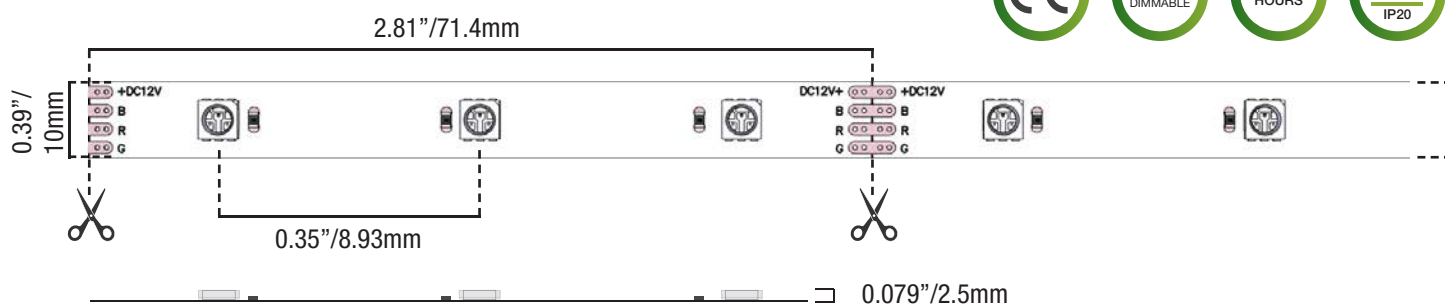 DIMMABLE
HOURS
IP20
2.81”/71.4mm
0.39”/
10mm
+DC12V
B
R
G
DC12V+ +DC12V
B B
R R
G G
0.35”/8.93mm
0.079”/2.5mm